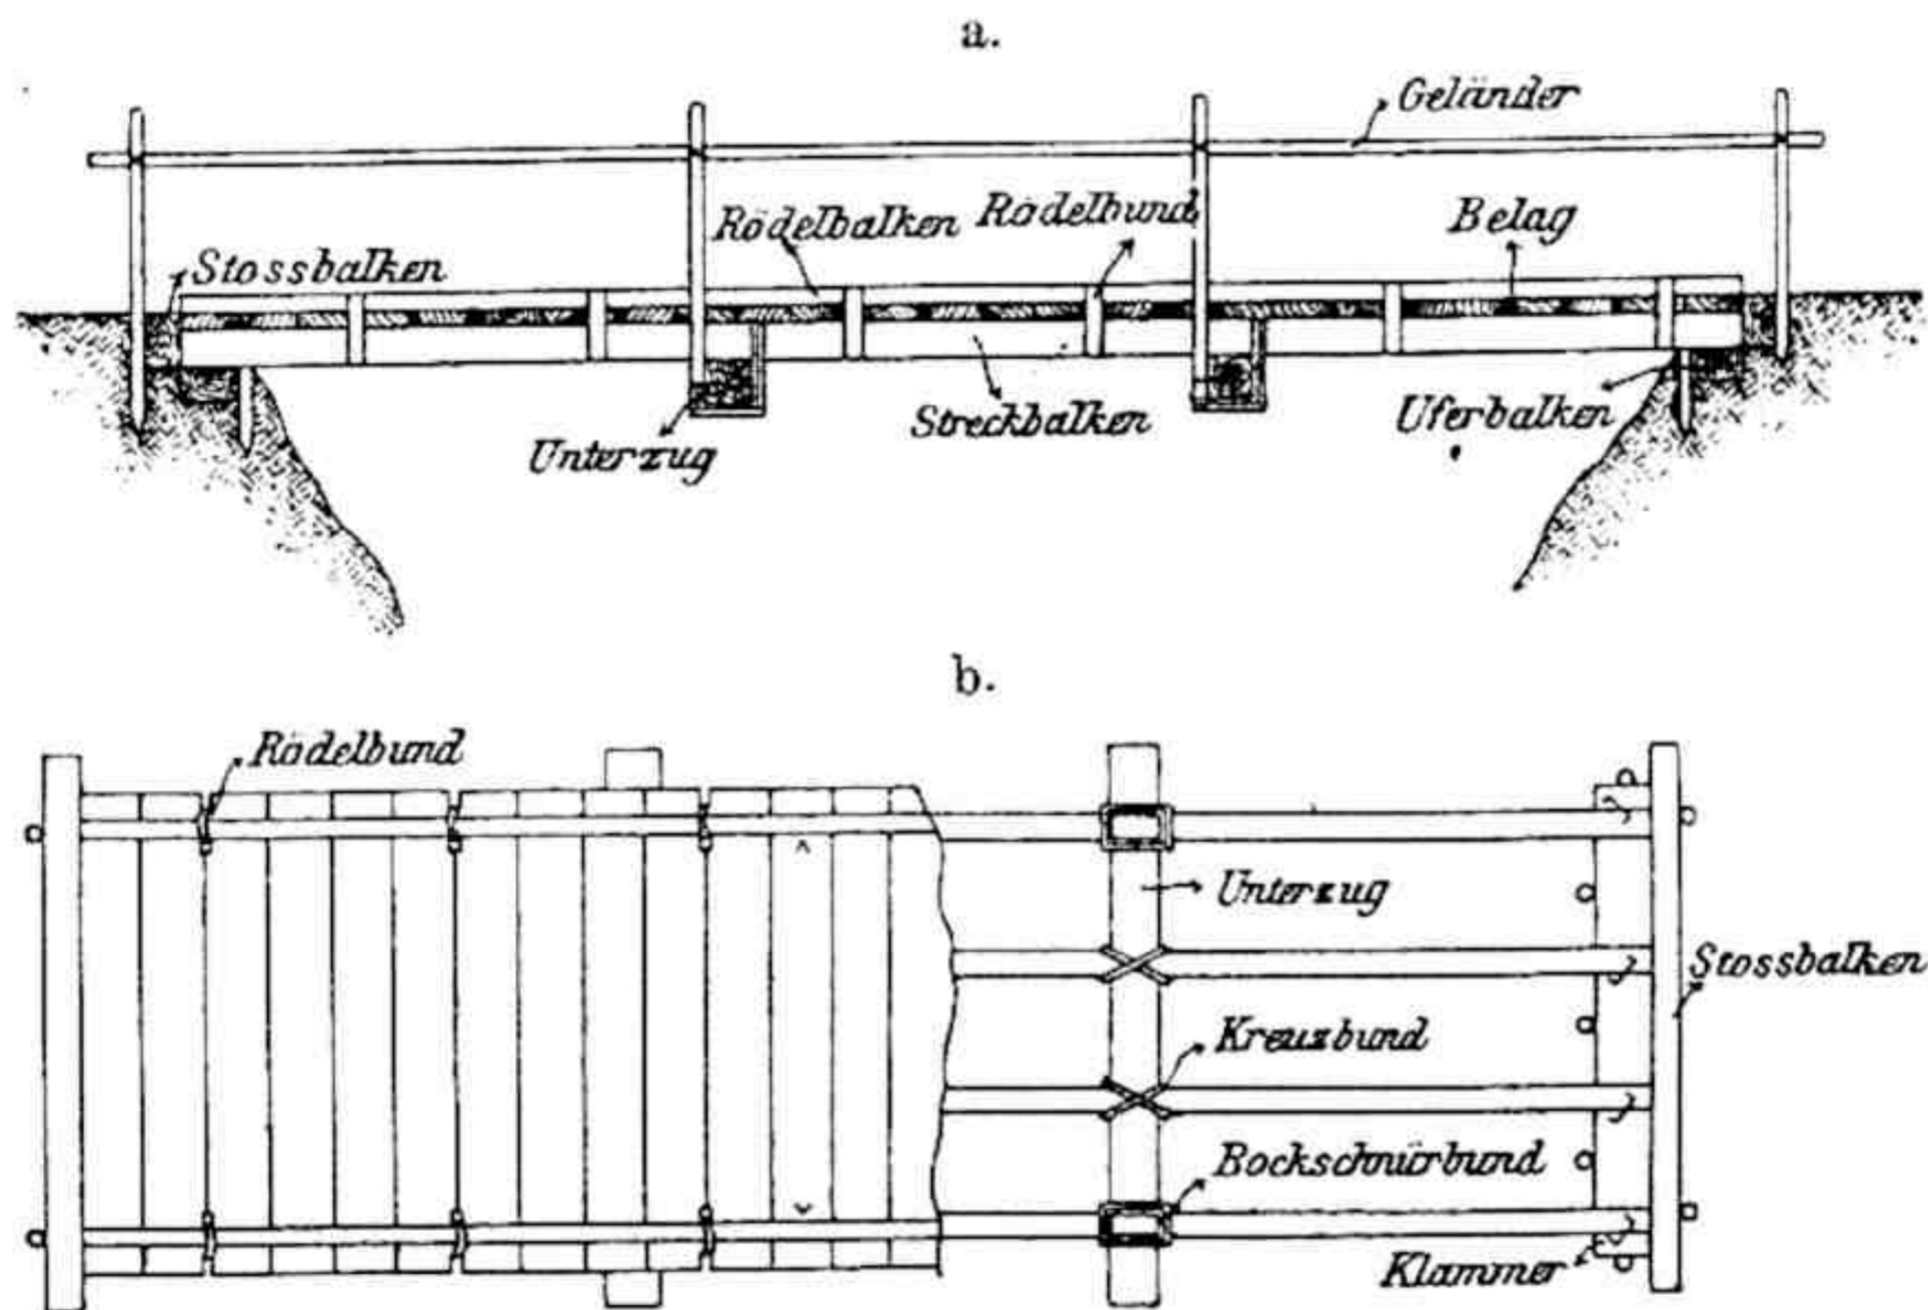 a.
Geländer
Rödelbalken
Rödelbund
Belag
Stossbalken
Unterzug
Streckbalken
Uferbalken
b.
Rödelbund
Unterzug
Stossbalken
Kreuzbund
Bockschnürbund
Klammer